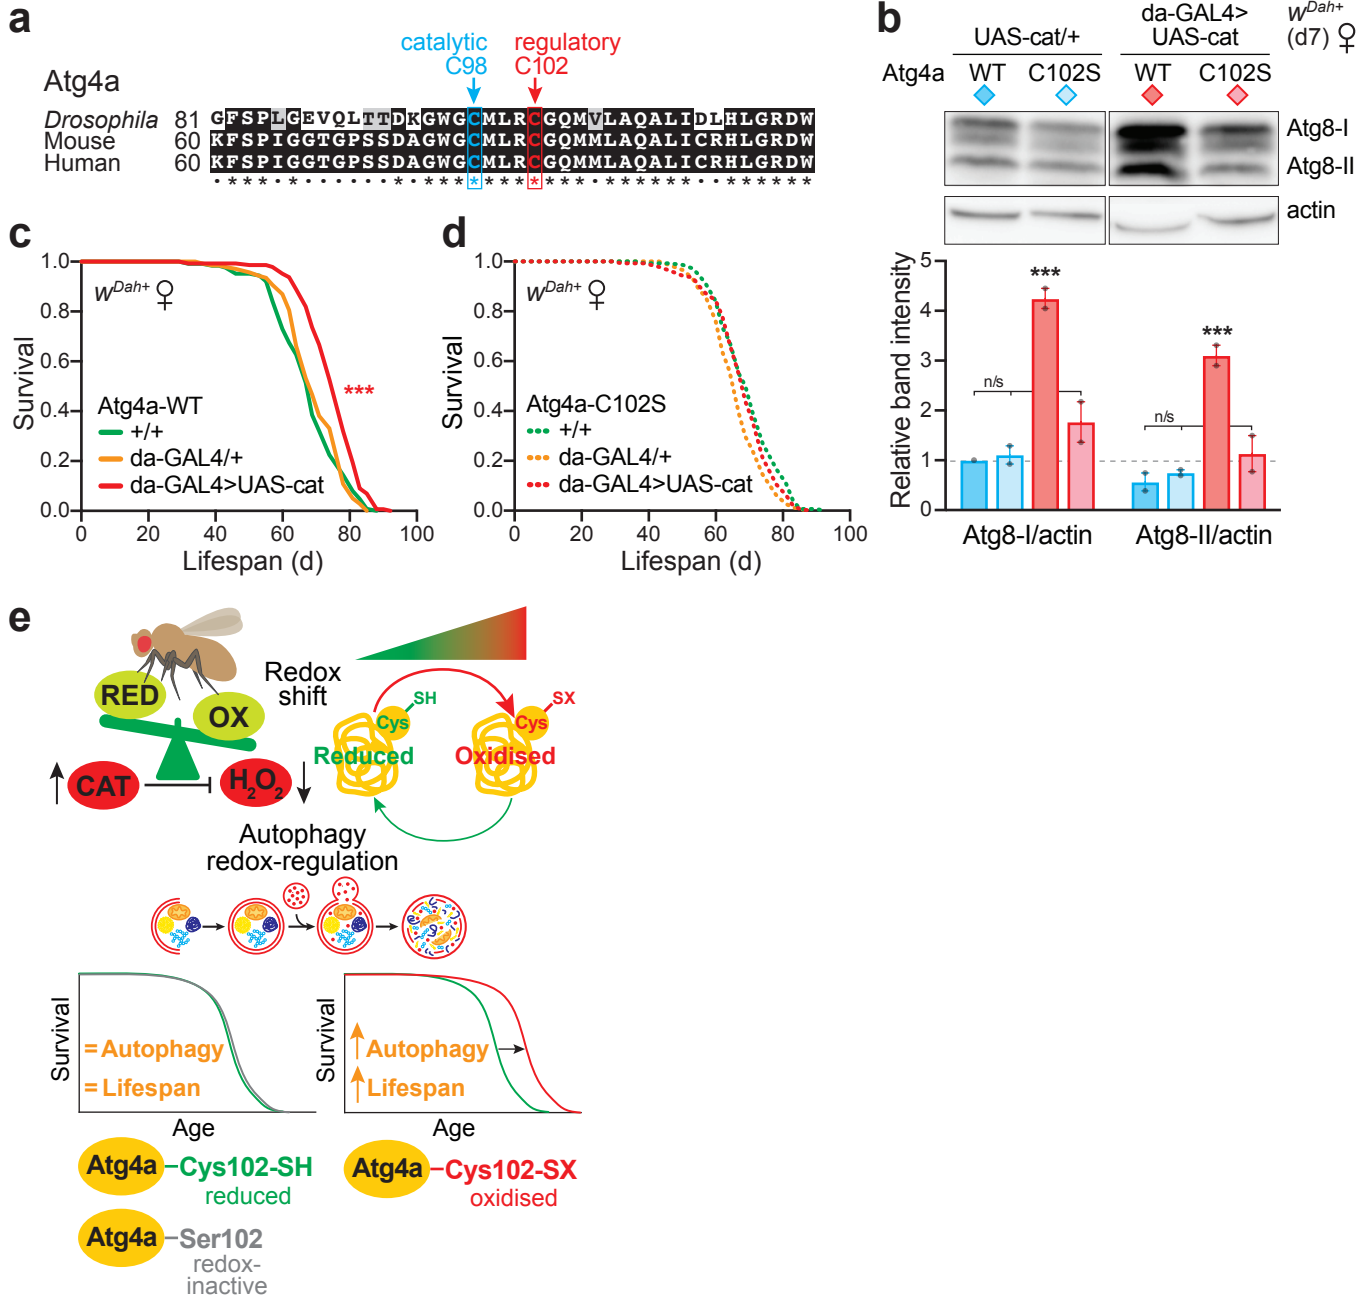 a
catalytic
C98
regulatory
C102
Atg4a
Drosophila 81 GFSPLGEVQLTTDKGWGCMLRCGQMVLAQALIDLHLGRDW
Mouse 60 KFSPIGGTGPSSDAGWGCMLRCGQMMLAQALICRHLGRDW
Human 60 KFSPIGGTGPSSDAGWGCMLRCGQMMLAQALICRHLGRDW
b
UAS-cat/+
da-GAL4>
UAS-cat
wDah+
(d7) ♀
Atg4a WT C102S WT C102S
Atg8-I
Atg8-II
actin
Relative band intensity
5
4
3
2
1
0
n/s
***
n/s
***
Atg8-I/actin
Atg8-II/actin
c
wDah+ ♀
Survival
1.0
0.8
0.6
0.4
0.2
0.0
***
Atg4a-WT
+/+
da-GAL4/+
da-GAL4>UAS-cat
0 20 40 60 80 100
Lifespan (d)
d
wDah+ ♀
Survival
1.0
0.8
0.6
0.4
0.2
0.0
Atg4a-C102S
+/+
da-GAL4/+
da-GAL4>UAS-cat
0 20 40 60 80 100
Lifespan (d)
e
RED
OX
CAT
H2O2
Redox
shift
SH
Cys
Reduced
SX
Cys
Oxidised
Autophagy
redox-regulation
Survival
= Autophagy
= Lifespan
Age
Survival
Autophagy
Lifespan
Age
Atg4a Cys102-SH
reduced
Atg4a Ser102
redox-
inactive
Atg4a Cys102-SX
oxidised